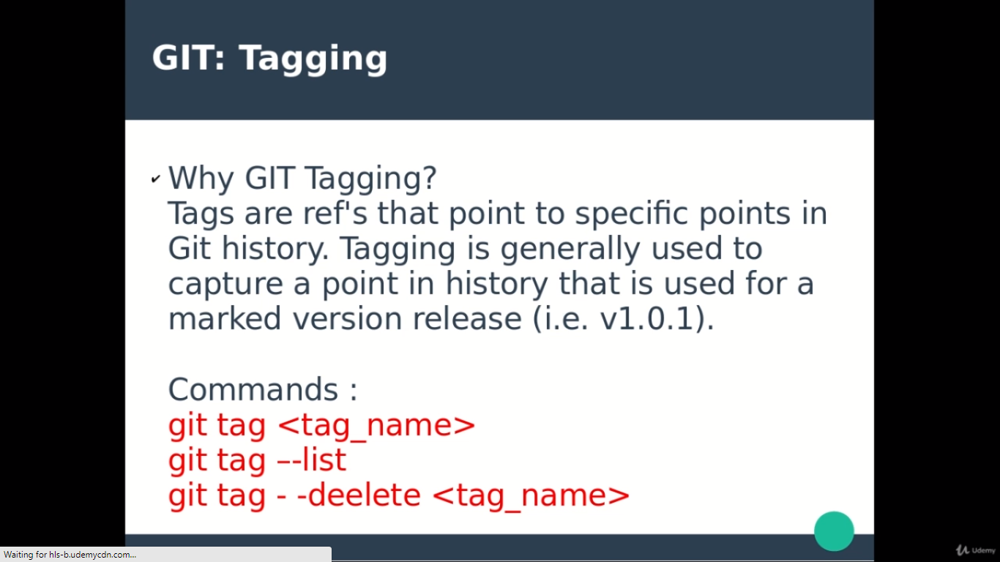 GIT: Tagging
✔ Why GIT Tagging?
Tags are ref's that point to specific points in
Git history. Tagging is generally used to
capture a point in history that is used for a
marked version release (i.e. v1.0.1).
Commands :
git tag <tag_name>
git tag –-list
git tag - -deelete <tag_name>
Waiting for hls-b.udemycdn.com...
Udemy